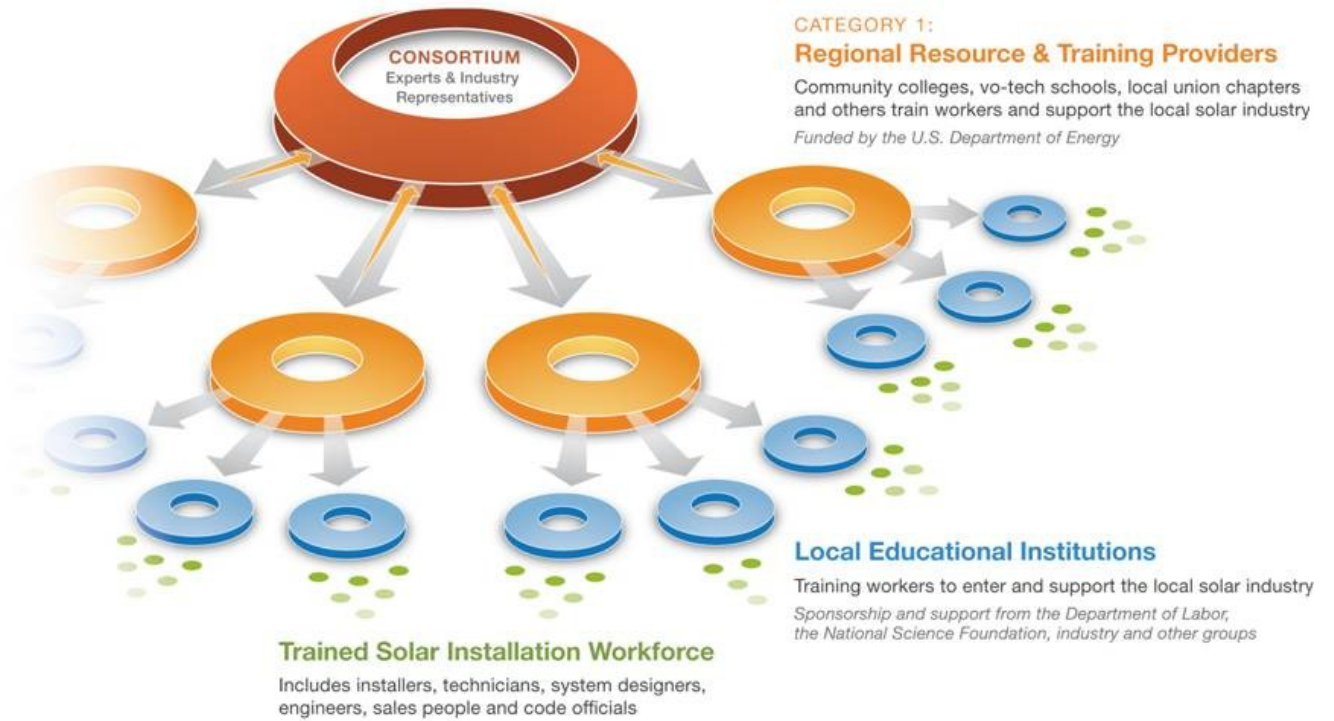 CONSORTIUM
Experts & Industry
Representatives
CATEGORY 1:
Regional Resource & Training Providers
Community colleges, vo-tech schools, local union chapters
and others train workers and support the local solar industry
Funded by the U.S. Department of Energy
Local Educational Institutions
Training workers to enter and support the local solar industry
Sponsorship and support from the Department of Labor,
the National Science Foundation, industry and other groups
Trained Solar Installation Workforce
Includes installers, technicians, system designers,
engineers, sales people and code officials